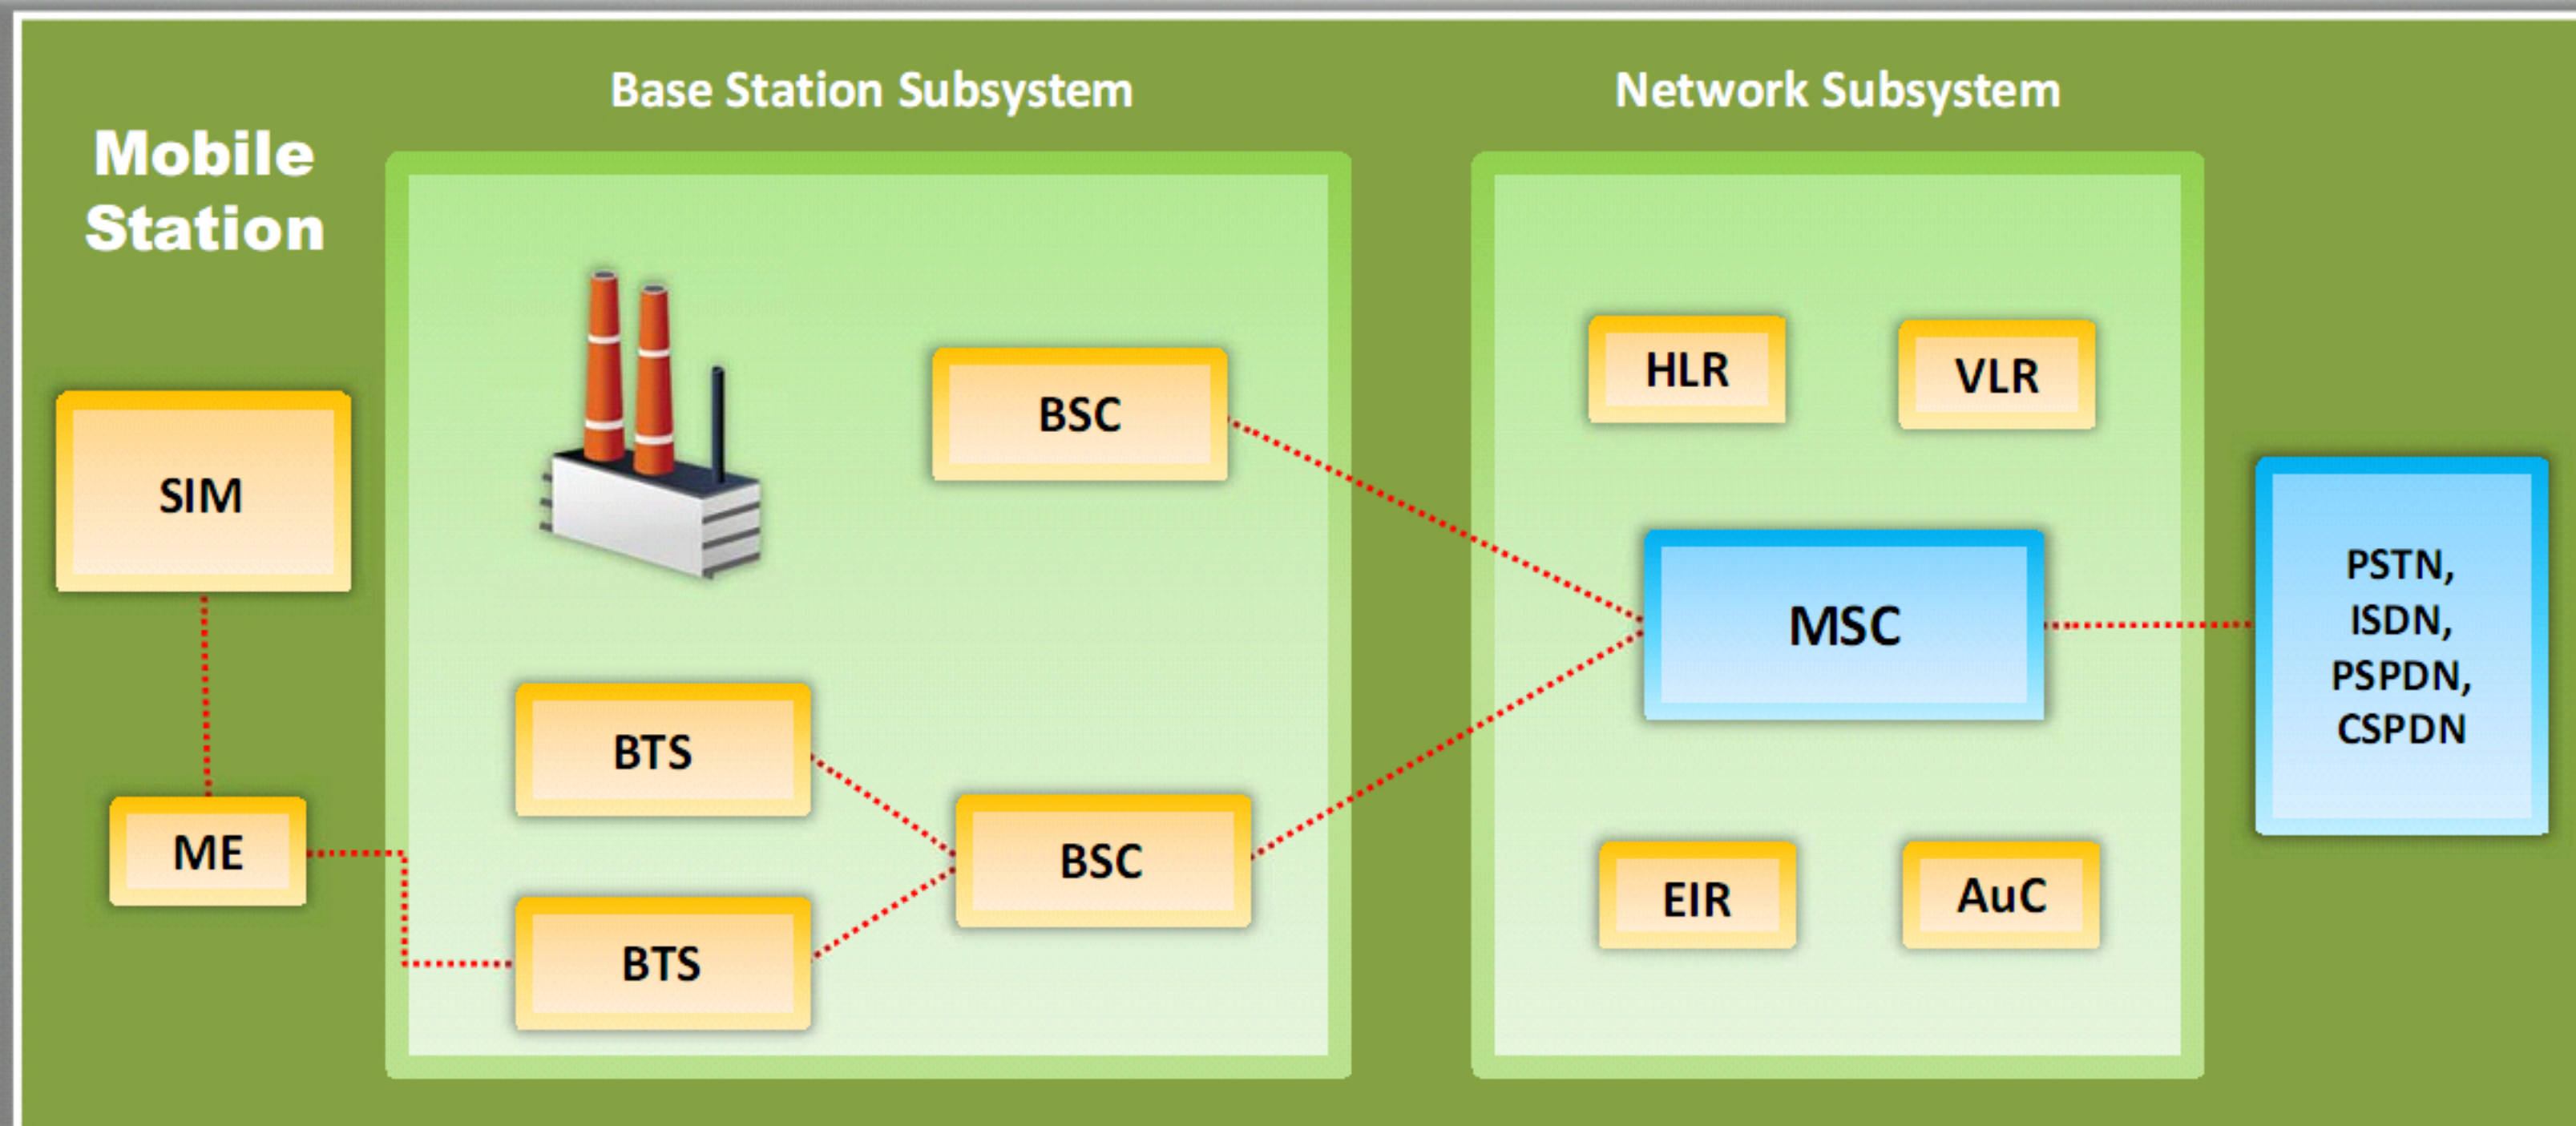 Mobile
Station
Base Station Subsystem
Network Subsystem
SIM
ME
BSC
BTS
BTS
BSC
HLR
VLR
MSC
EIR
AuC
PSTN,
ISDN,
PSPDN,
CSPDN